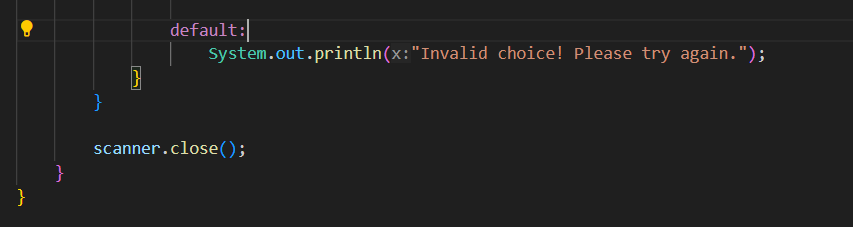 default:
System.out.println(x:"Invalid choice! Please try again.");
}
}
scanner.close();
}
}